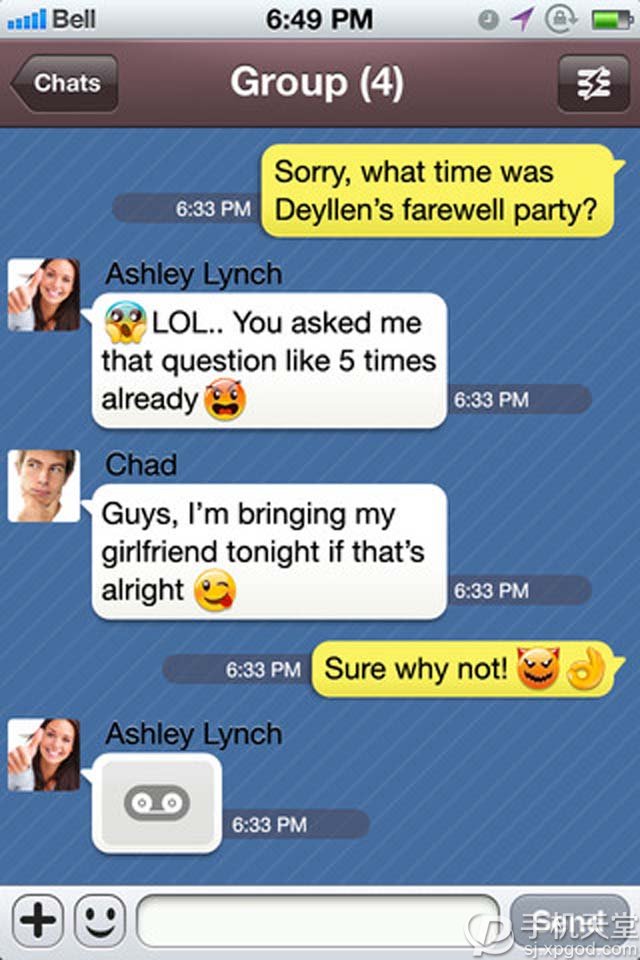 Bell 6:49 PM
Chats Group (4)
Sorry, what time was
Deyllen's farewell party?
6:33 PM
Ashley Lynch
LOL.. You asked me
that question like 5 times
already
6:33 PM
Chad
Guys, I'm bringing my
girlfriend tonight if that's
alright
6:33 PM
6:33 PM
Sure why not!
Ashley Lynch
6:33 PM
Send
手机天堂
sj.xpgod.com